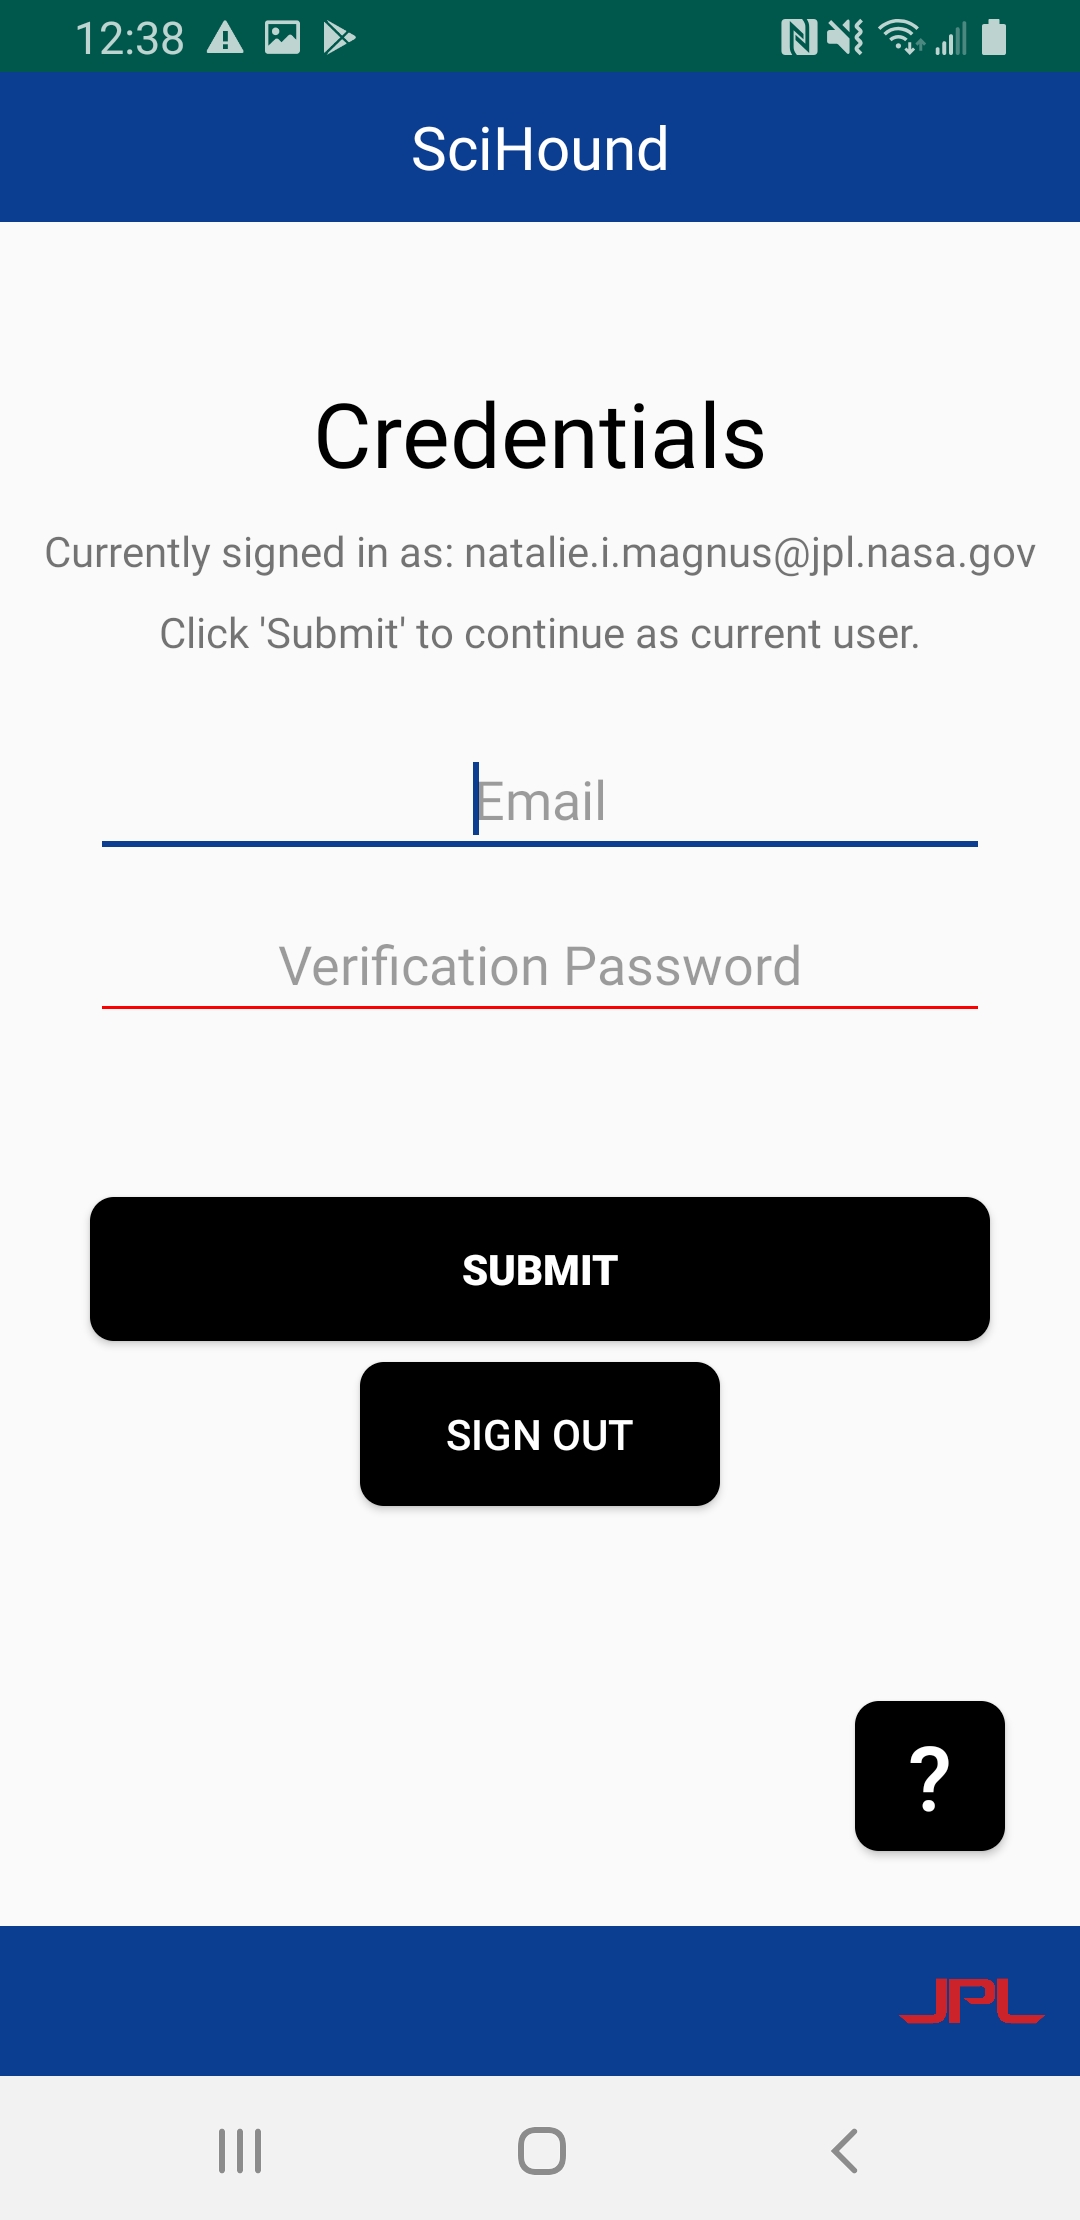 12:38
SciHound
Credentials
Currently signed in as: natalie.i.magnus@jpl.nasa.gov
Click 'Submit' to continue as current user.
Email
Verification Password
SUBMIT
SIGN OUT
?
JPL